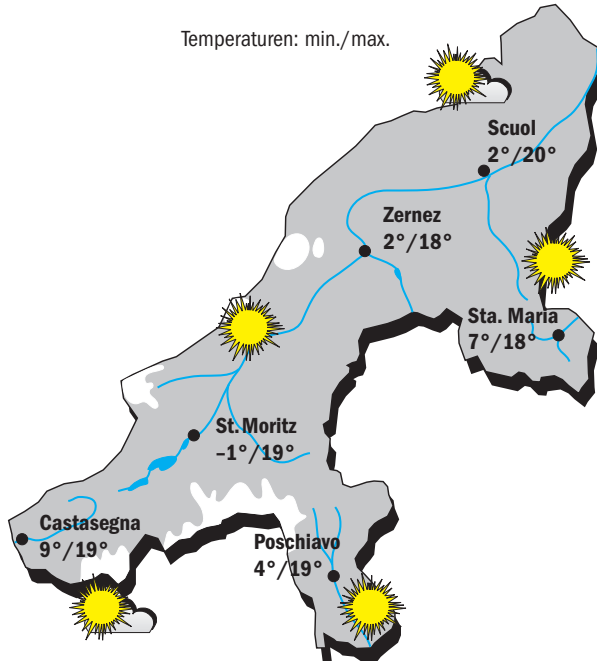 Temperaturen: min./max.
Scuol
2°/20°
Zernez
2°/18°
Sta. Maria
7°/18°
St. Moritz
–1°/19°
Castasegna
9°/19°
Poschiavo
4°/19°